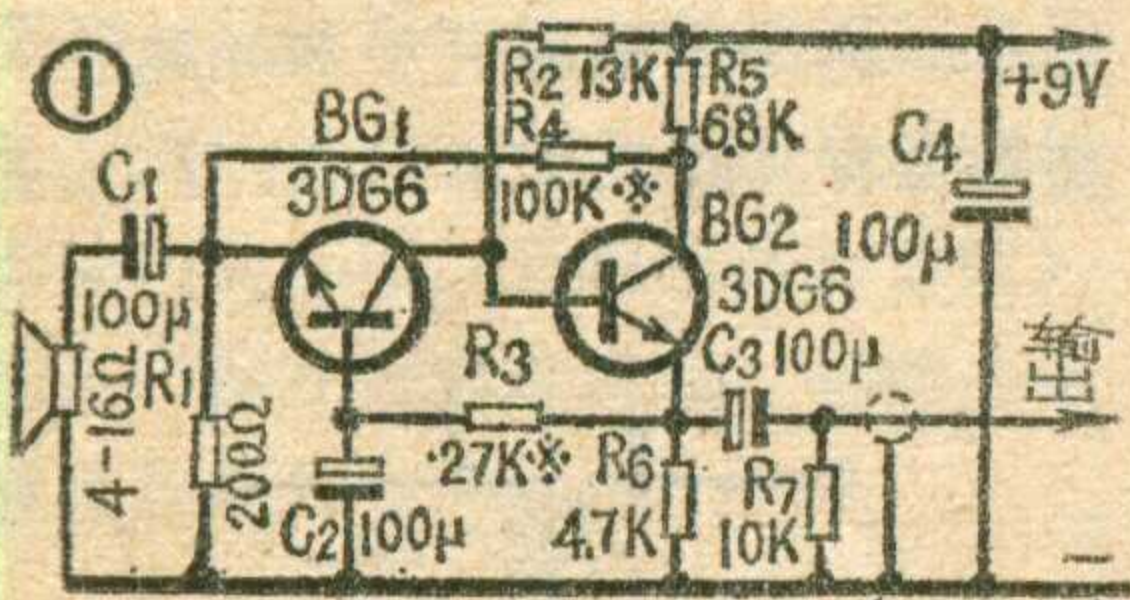 ①
C1
100μ
4-16Ω
R1
200Ω
BG1
3DG6
C2
100μ
R2 13K
R4
100K※
R3
27K※
R5
6.8K
BG2
3DG6
C3 100μ
R6
4.7K
R7
10K
C4
100μ
+9V
输出
—